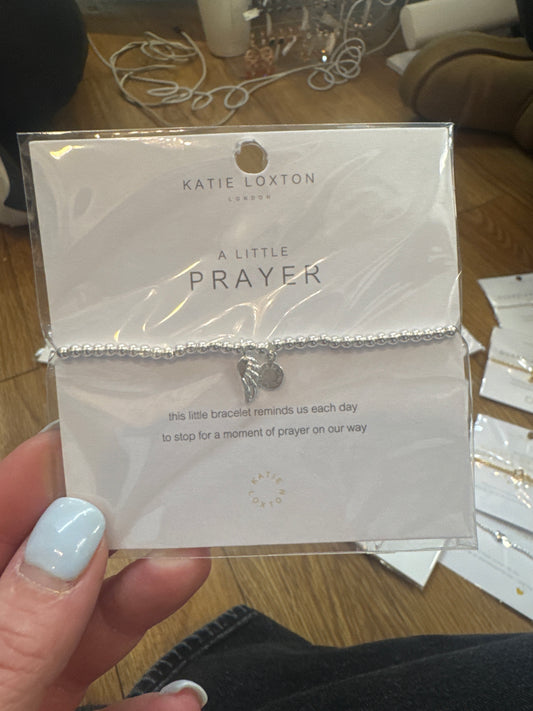 KATIE LOXTON
LONDON
A LITTLE
PRAYER
this little bracelet reminds us each day
to stop for a moment of prayer on our way
KATIE
LOXTON